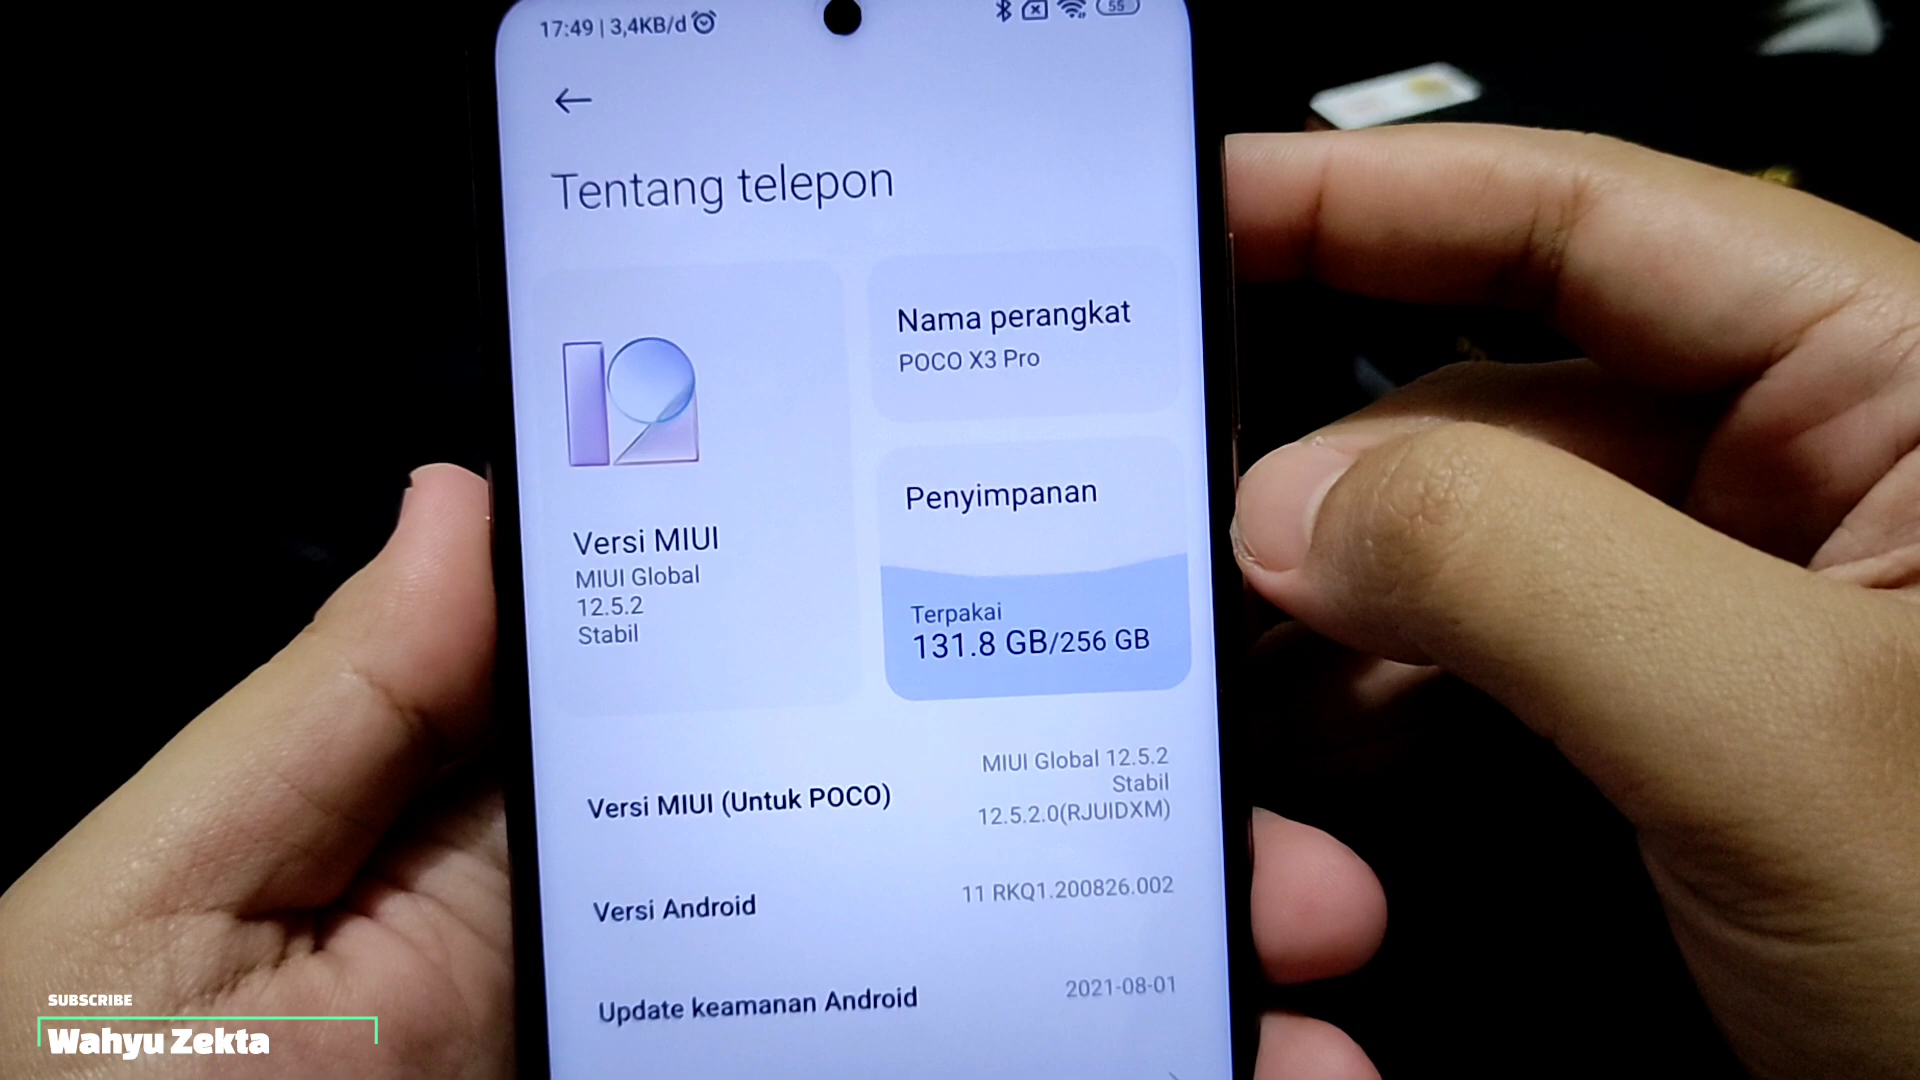 17:49 | 3,4KB/d
55
Tentang telepon
12
Versi MIUI
MIUI Global
12.5.2
Stabil
Nama perangkat
POCO X3 Pro
Penyimpanan
Terpakai
131.8 GB/256 GB
Versi MIUI (Untuk POCO)
MIUI Global 12.5.2
Stabil
12.5.2.0(RJUIDXM)
Versi Android
11 RKQ1.200826.002
Update keamanan Android
2021-08-01
SUBSCRIBE
Wahyu Zekta